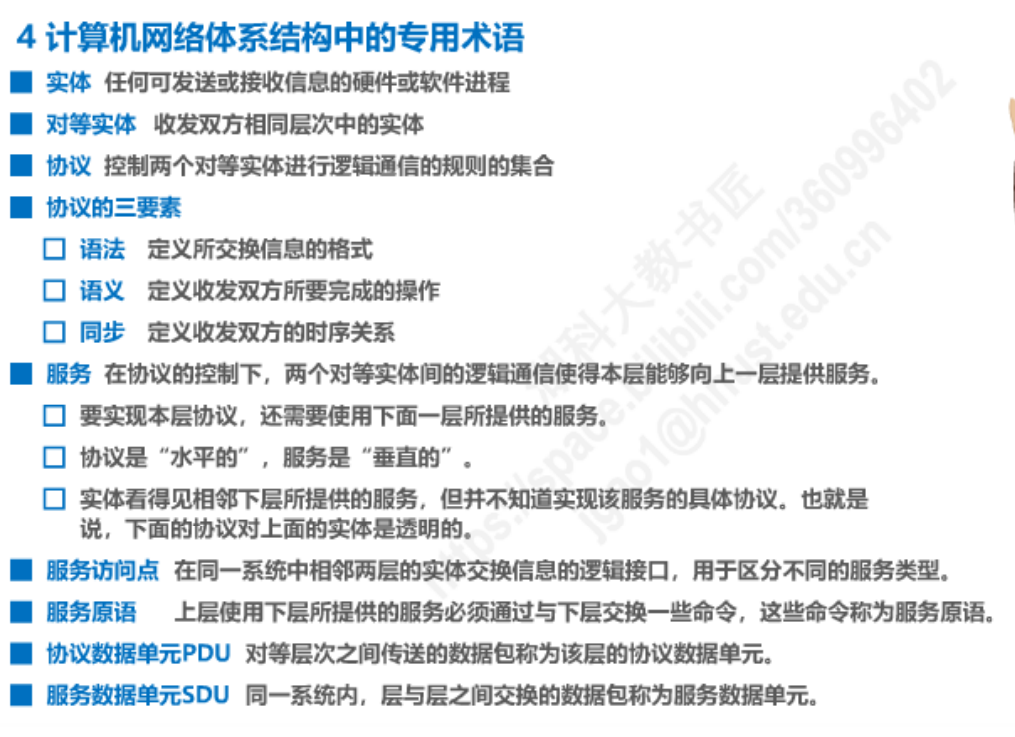 4 计算机网络体系结构中的专用术语
实体 任何可发送或接收信息的硬件或软件进程
对等实体 收发双方相同层次中的实体
协议 控制两个对等实体进行逻辑通信的规则的集合
协议的三要素
语法 定义所交换信息的格式
语义 定义收发双方所要完成的操作
同步 定义收发双方的时序关系
服务 在协议的控制下，两个对等实体间的逻辑通信使得本层能够向上一层提供服务。
要实现本层协议，还需要使用下面一层所提供的服务。
协议是“水平的”，服务是“垂直的”。
实体看得见相邻下层所提供的服务，但并不知道实现该服务的具体协议。也就是
说，下面的协议对上面的实体是透明的。
服务访问点 在同一系统中相邻两层的实体交换信息的逻辑接口，用于区分不同的服务类型。
服务原语 上层使用下层所提供的服务必须通过与下层交换一些命令，这些命令称为服务原语。
协议数据单元PDU 对等层次之间传送的数据包称为该层的协议数据单元。
服务数据单元SDU 同一系统内，层与层之间交换的数据包称为服务数据单元。
科大教书匠
https://space.bilibili.com/360996402